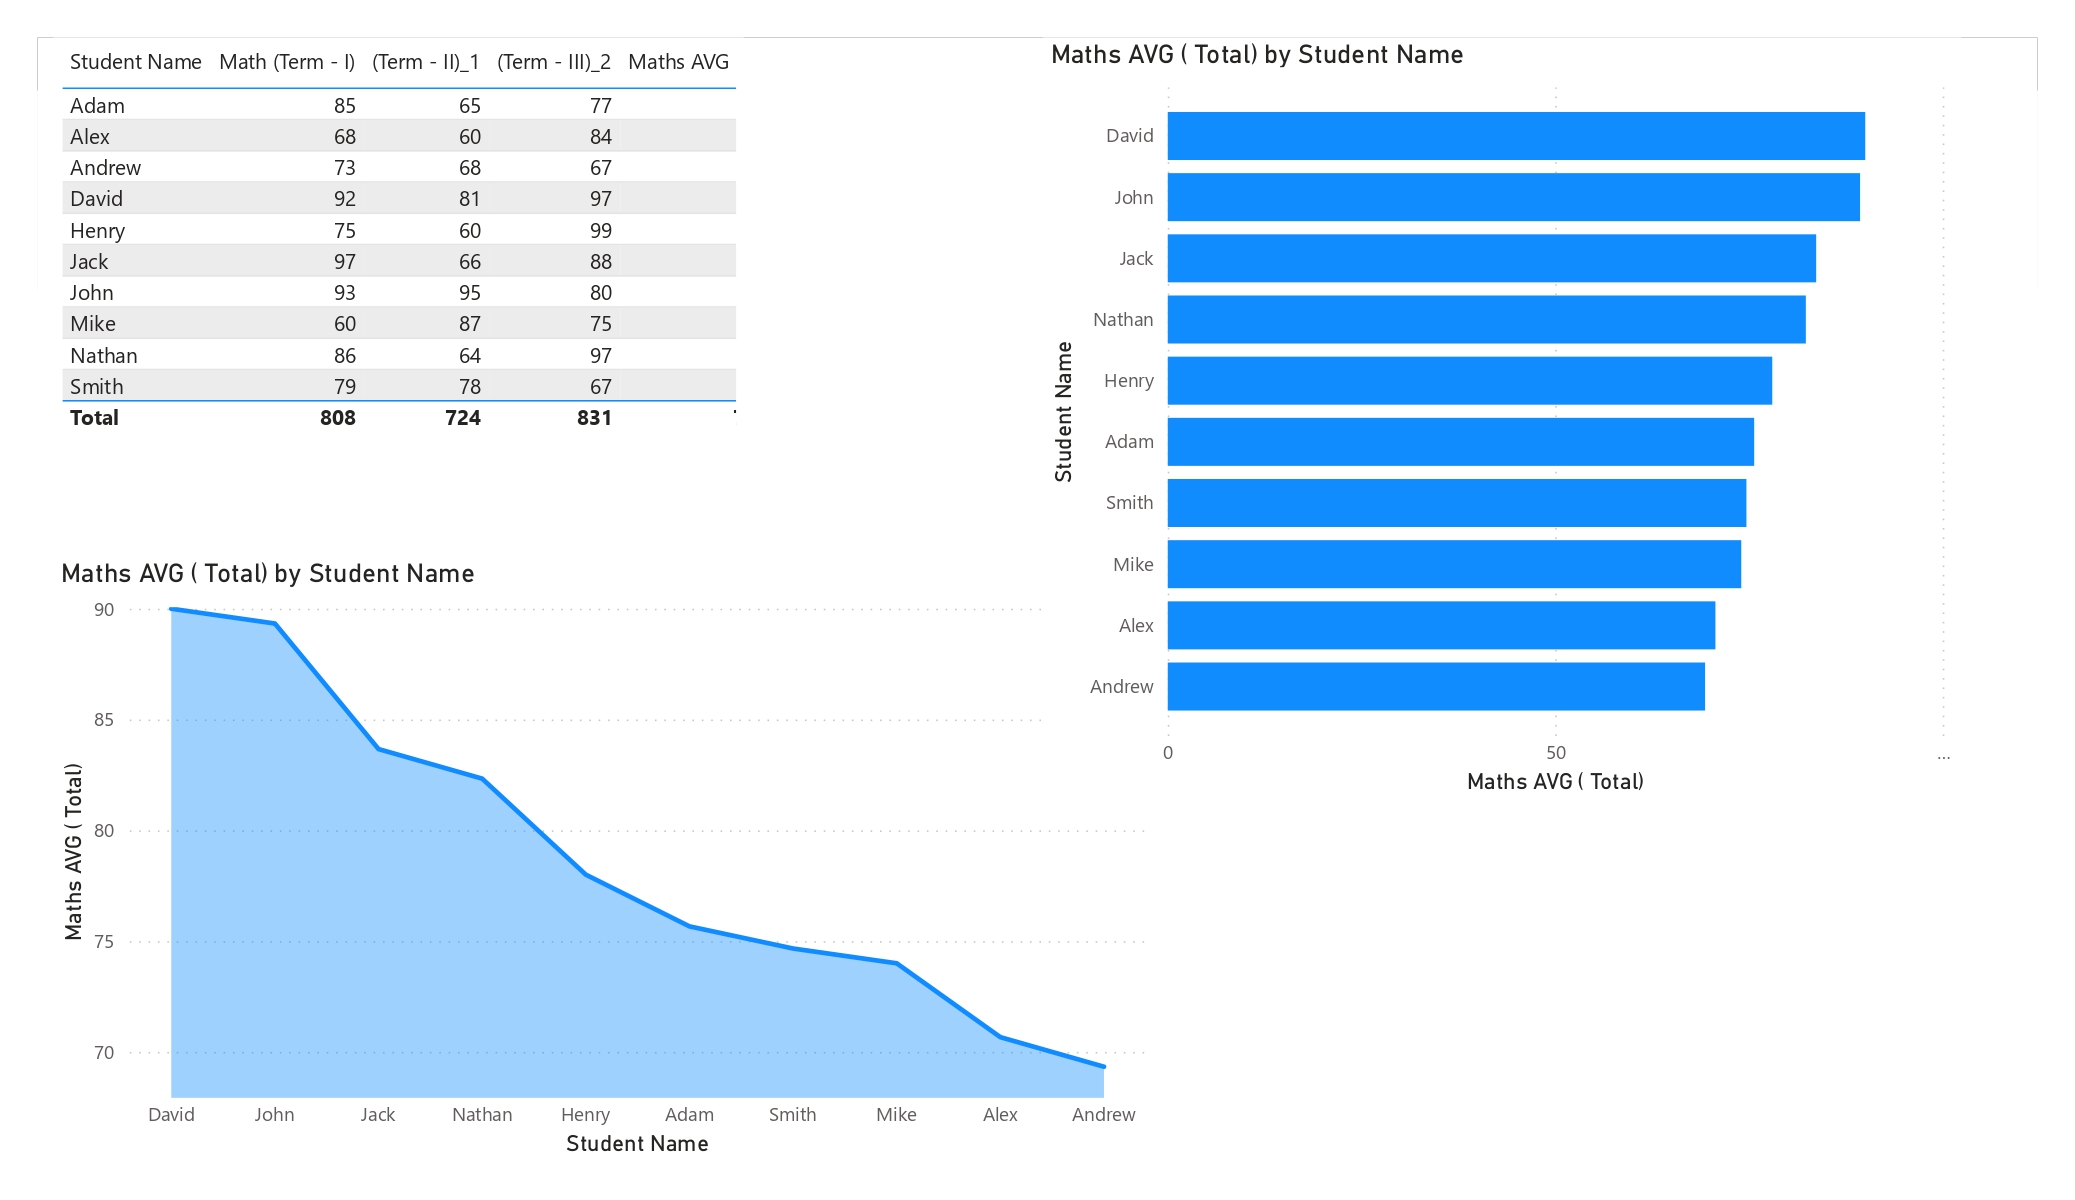 Student Name Math (Term - I) (Term - II)_1 (Term - III)_2 Maths AVG
Adam 85 65 77
Alex 68 60 84
Andrew 73 68 67
David 92 81 97
Henry 75 60 99
Jack 97 66 88
John 93 95 80
Mike 60 87 75
Nathan 86 64 97
Smith 79 78 67
Total 808 724 831
Maths AVG ( Total) by Student Name
David
John
Jack
Nathan
Henry
Adam
Smith
Mike
Alex
Andrew
Student Name
0 50 ...
Maths AVG ( Total)
Maths AVG ( Total) by Student Name
90
85
80
75
70
Maths AVG ( Total)
David John Jack Nathan Henry Adam Smith Mike Alex Andrew
Student Name